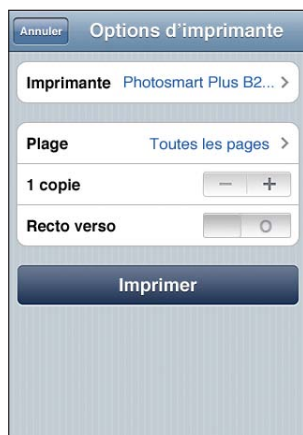 Annuler Options d’imprimante
Imprimante Photosmart Plus B2... >
Plage Toutes les pages >
1 copie − +
Recto verso O
Imprimer